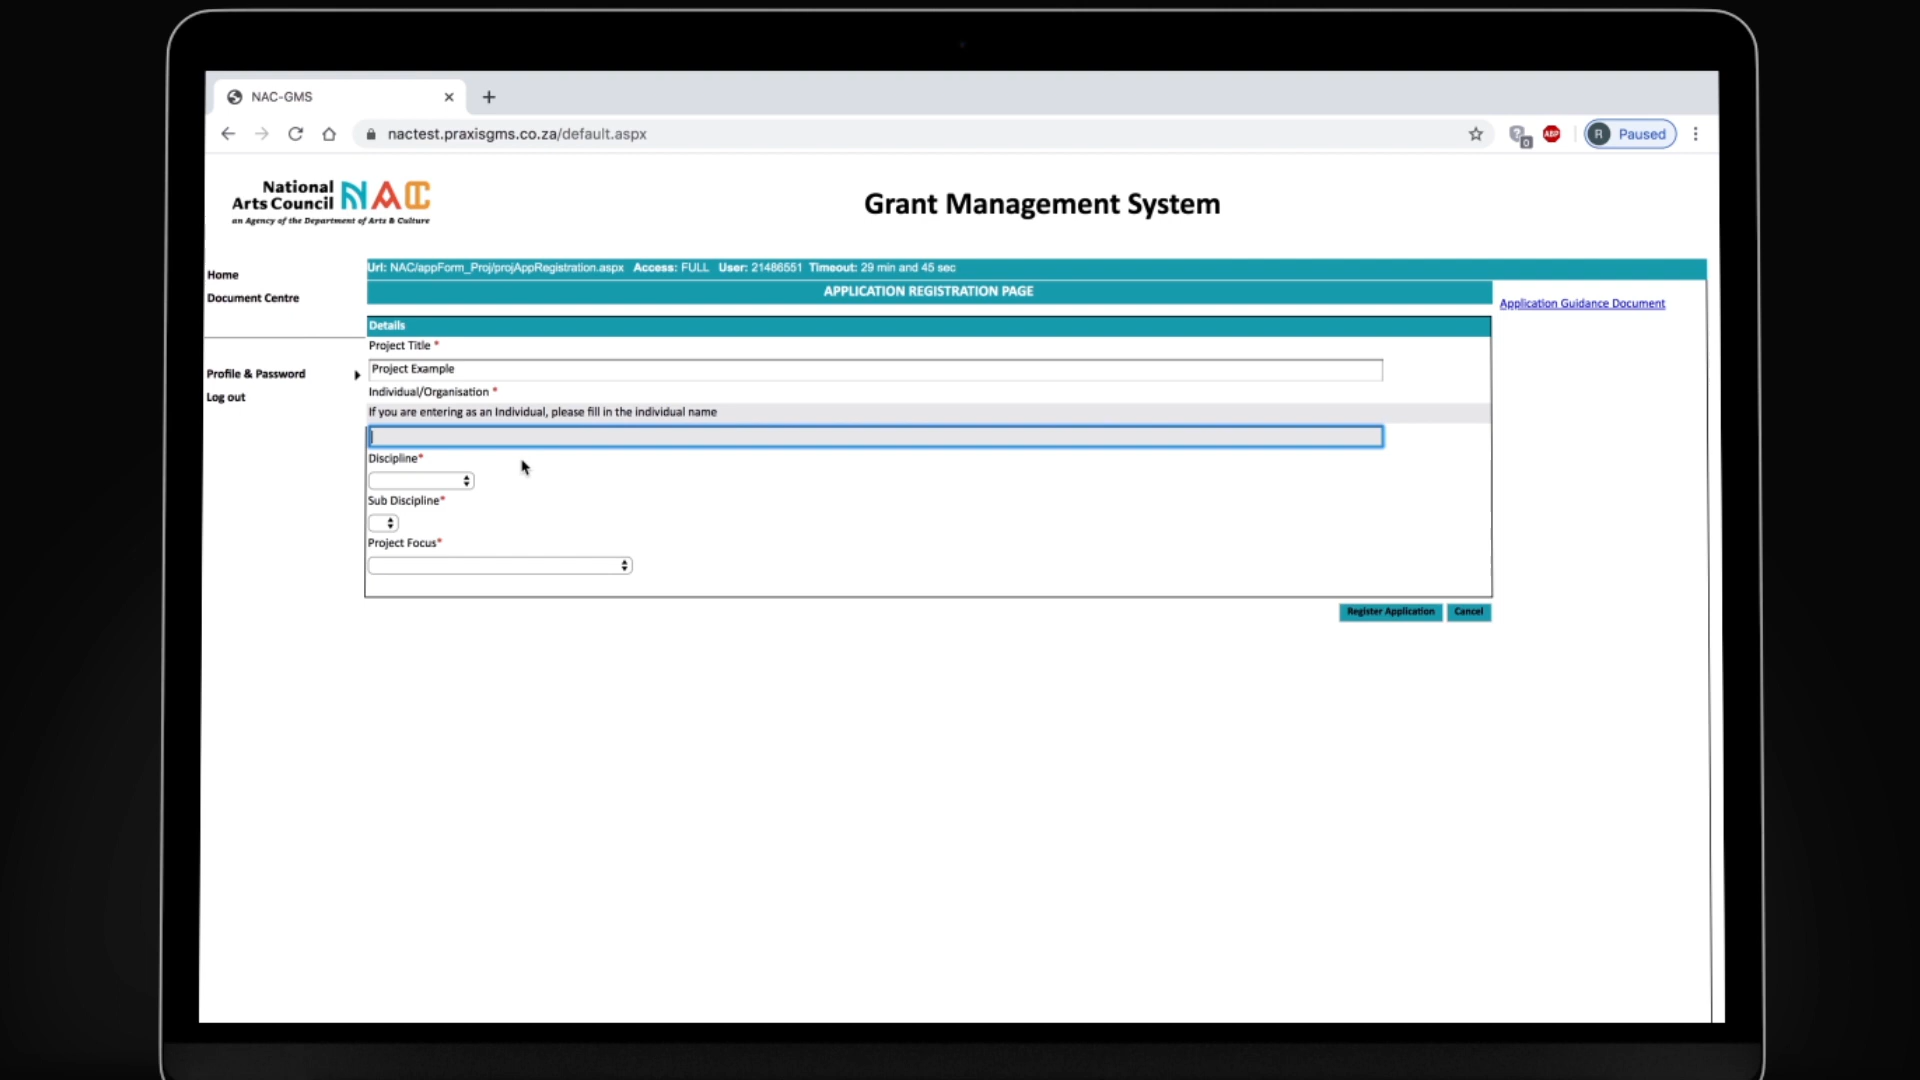 NAC-GMS
nactest.praxisgms.co.za/default.aspx
ABP
R Paused
National
Arts Council NAC
an Agency of the Department of Arts & Culture
Grant Management System
Home
Document Centre
Profile & Password
Log out
Url: NAC/appForm_Proj/projAppRegistration.aspx Access: FULL User: 21486551 Timeout: 29 min and 45 sec
APPLICATION REGISTRATION PAGE
Application Guidance Document
Details
Project Title *
Project Example
Individual/Organisation *
If you are entering as an Individual, please fill in the individual name
Discipline*
Sub Discipline*
Project Focus*
Register Application Cancel